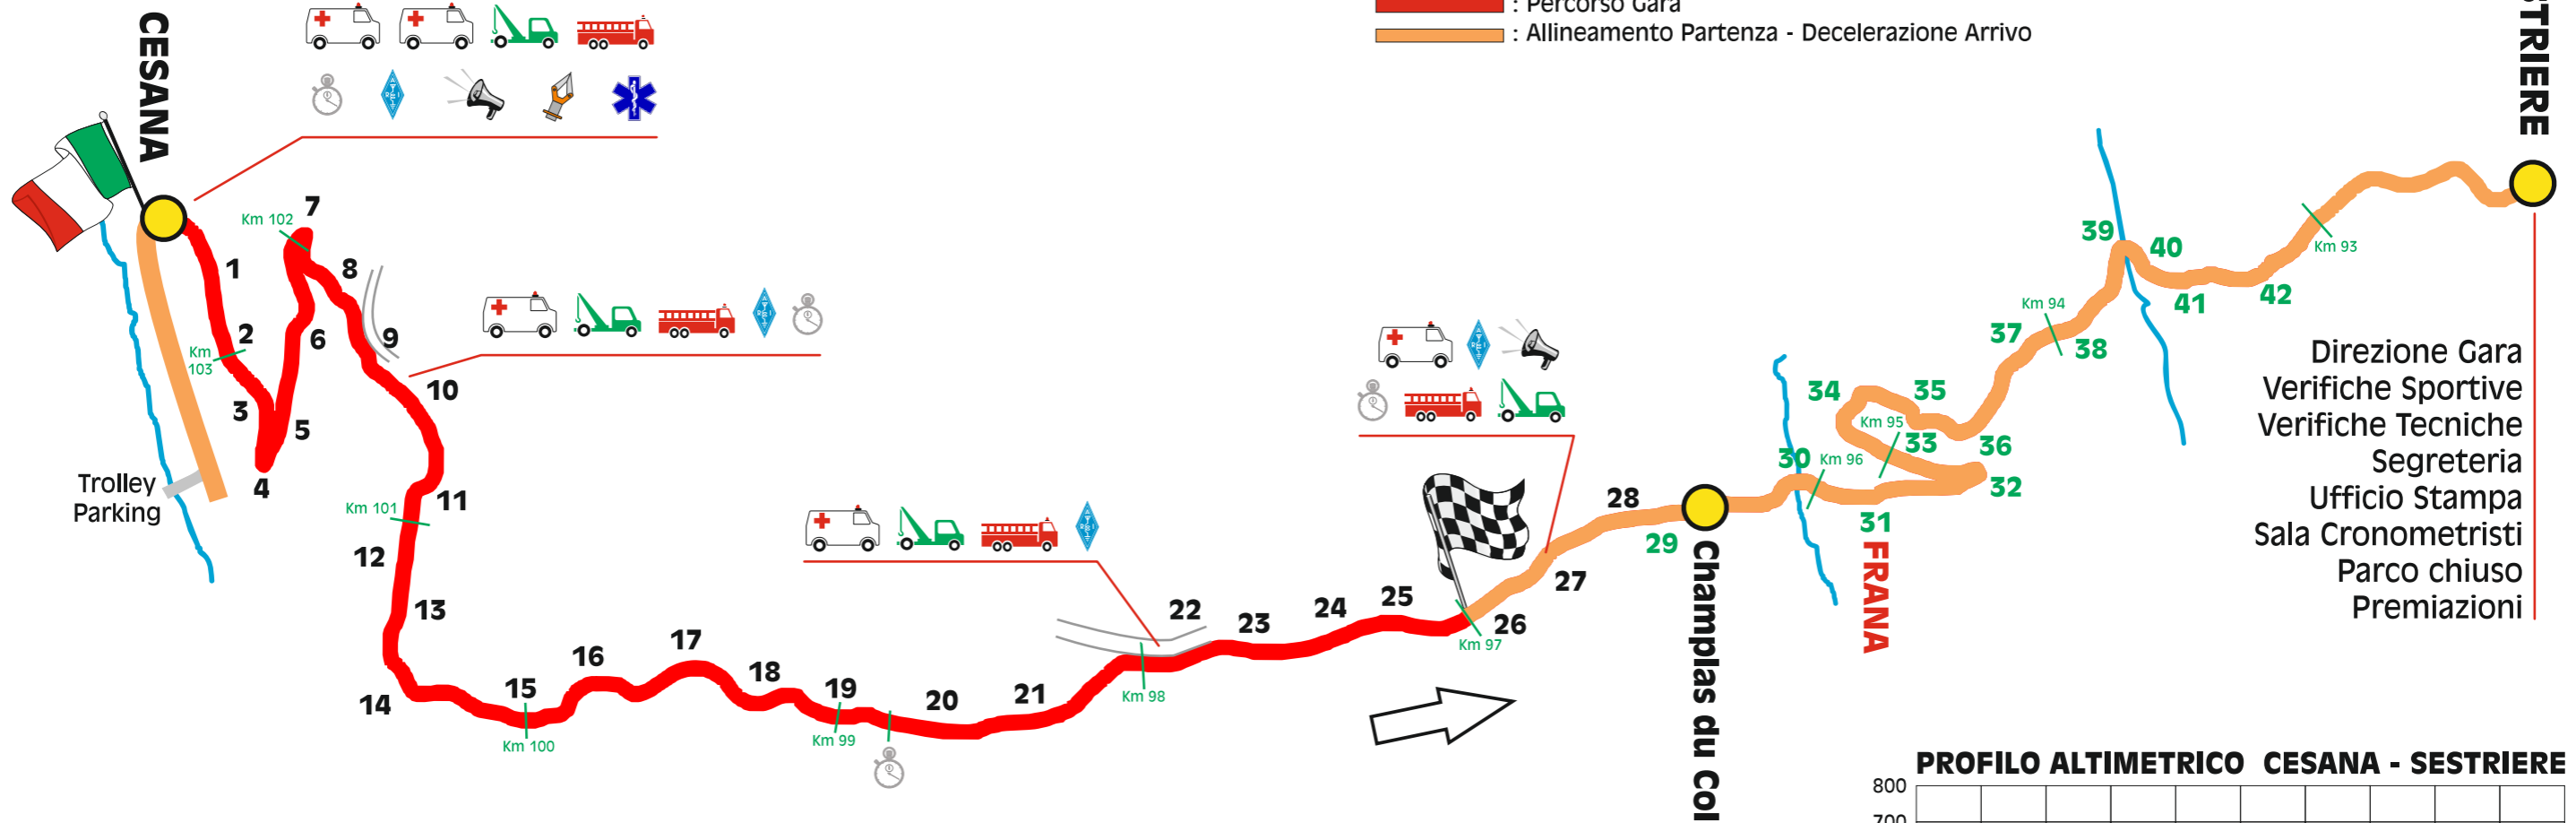 : Percorso Gara
: Allineamento Partenza - Decelerazione Arrivo
CESANA
STRIERE
Km 102
7
1
8
2
Km
103
6
9
3
5
10
4
Trolley
Parking
Km 101
11
12
13
14
15
16
17
18
19
20
21
22
23
24
25
26
27
28
29
Km 100
Km 99
Km 98
Km 97
Champlas du Col
30
Km 96
31
FRANA
32
33
Km 95
34
35
36
37
Km 94
38
39
40
41
42
Km 93
Direzione Gara
Verifiche Sportive
Verifiche Tecniche
Segreteria
Ufficio Stampa
Sala Cronometristi
Parco chiuso
Premiazioni
PROFILO ALTIMETRICO CESANA - SESTRIERE
800
700